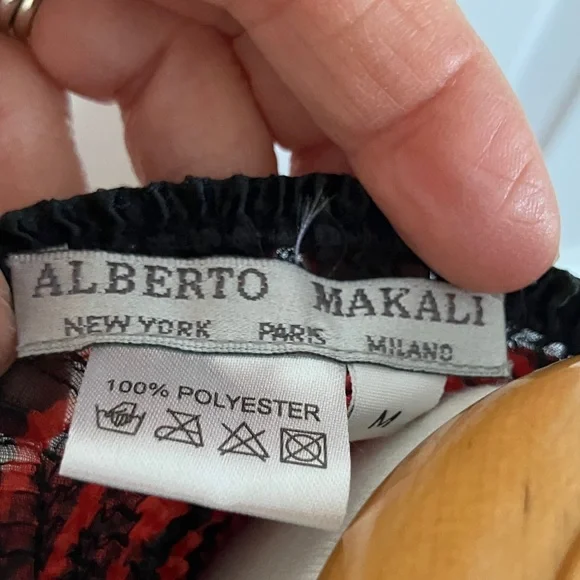 ALBERTO MAKALI
NEW YORK PARIS MILANO
100% POLYESTER
M